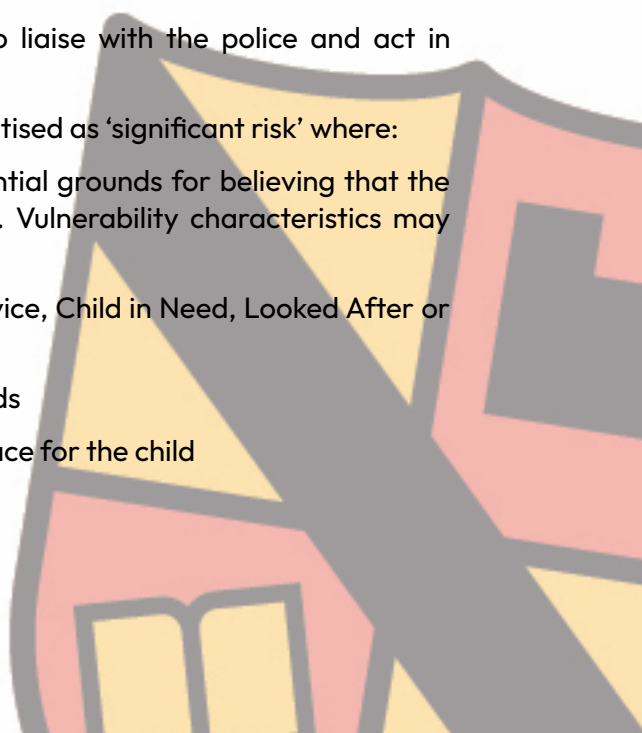 liaise with the police and act in
tised as ‘significant risk’ where:
ntial grounds for believing that the
. Vulnerability characteristics may
vice, Child in Need, Looked After or
ds
ace for the child